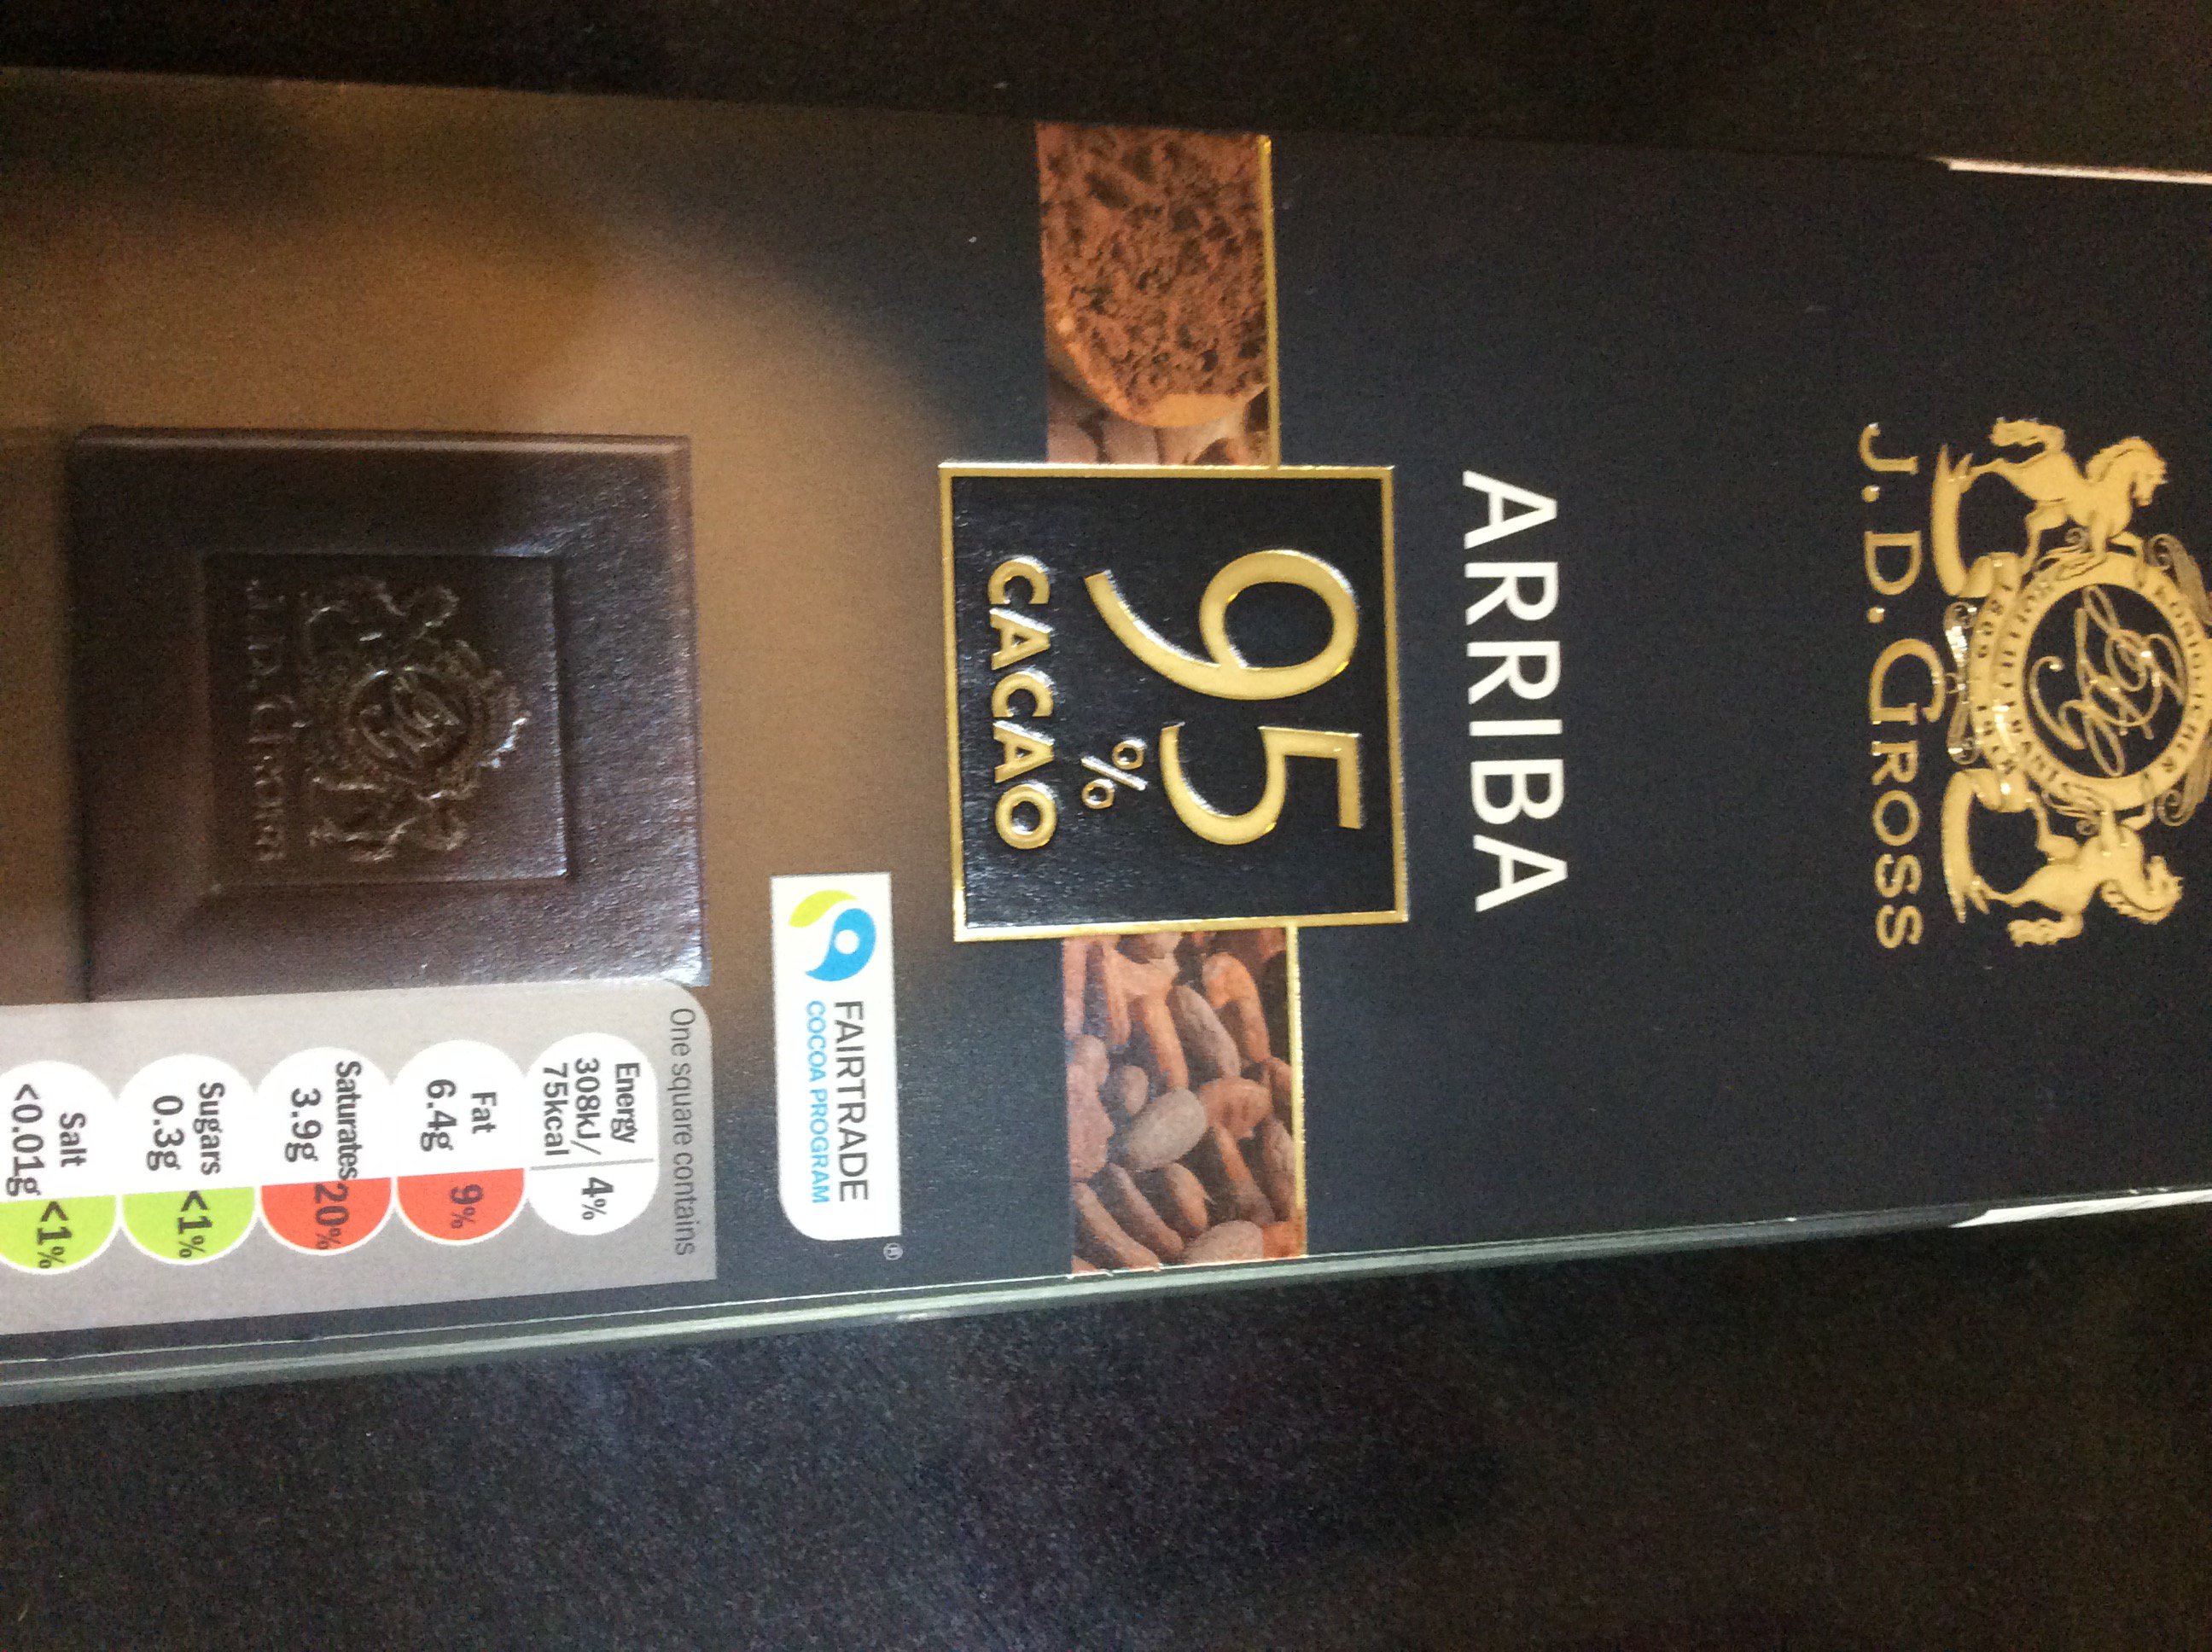 J. D. GROSS
ARRIBA
95
%
CACAO
FAIRTRADE
COCOA PROGRAM
®
J. D. Gross
One square contains
Energy
308kJ/
75kcal
4%
Fat
6.4g
9%
Saturates
3.9g
20%
Sugars
0.3g
<1%
Salt
<0.01g
<1%